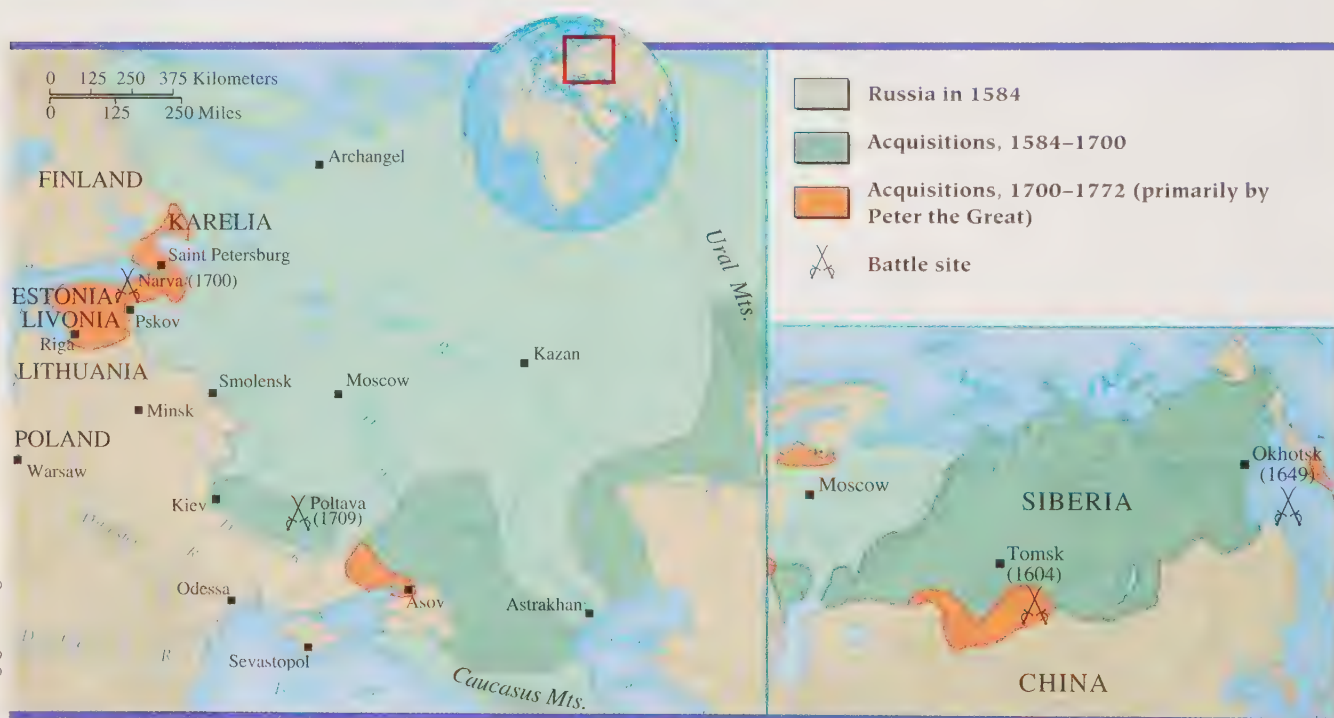 0 125 250 375 Kilometers
0 125 250 Miles
Archangel
FINLAND
KARELIA
Saint Petersburg
Narva (1700)
ESTONIA
LIVONIA
Pskov
Riga
LITHUANIA
Smolensk
Moscow
Kazan
Ural Mts.
Minsk
POLAND
Warsaw
Kiev
Poltava
(1709)
Odessa
Asov
Astrakhan
Sevastopol
Caucasus Mts.
Russia in 1584
Acquisitions, 1584–1700
Acquisitions, 1700–1772 (primarily by
Peter the Great)
Battle site
Moscow
SIBERIA
Okhotsk
(1649)
Tomsk
(1604)
CHINA